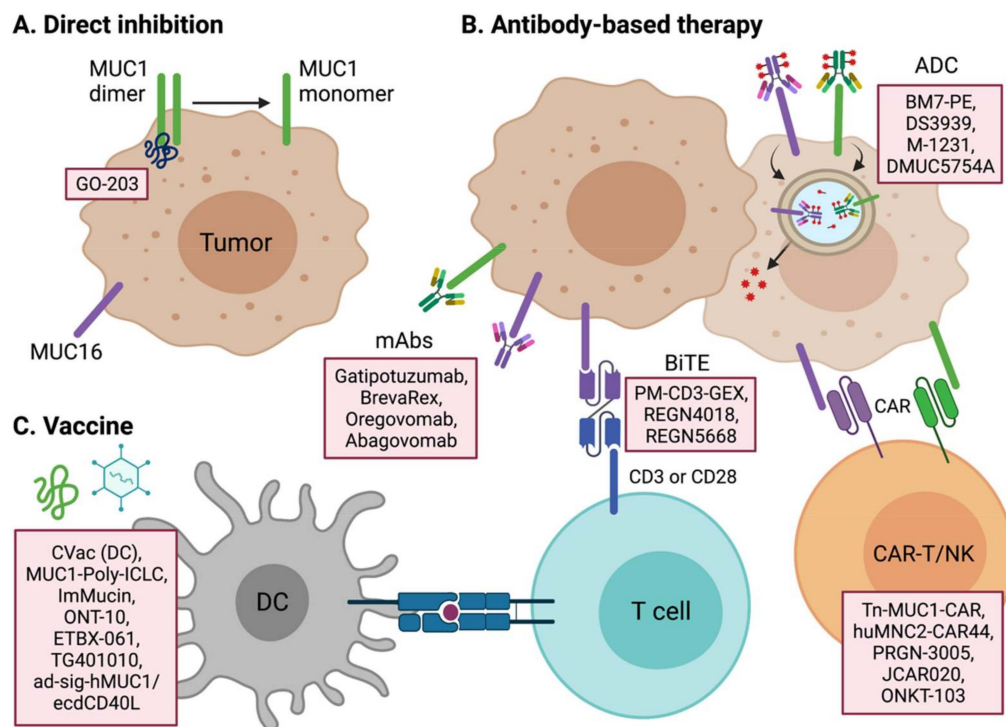 A. Direct inhibition
MUC1
dimer
MUC1
monomer
GO-203
Tumor
MUC16
B. Antibody-based therapy
ADC
BM7-PE,
DS3939,
M-1231,
DMUC5754A
mAbs
Gatipotuzumab,
BrevaRex,
Oregovomab,
Abagovomab
BiTE
PM-CD3-GEX,
REGN4018,
REGN5668
CD3 or CD28
CAR
CAR-T/NK
Tn-MUC1-CAR,
huMNC2-CAR44,
PRGN-3005,
JCAR020,
ONKT-103
C. Vaccine
CVac (DC),
MUC1-Poly-ICLC,
ImMucin,
ONT-10,
ETBX-061,
TG401010,
ad-sig-hMUC1/
ecdCD40L
DC
T cell